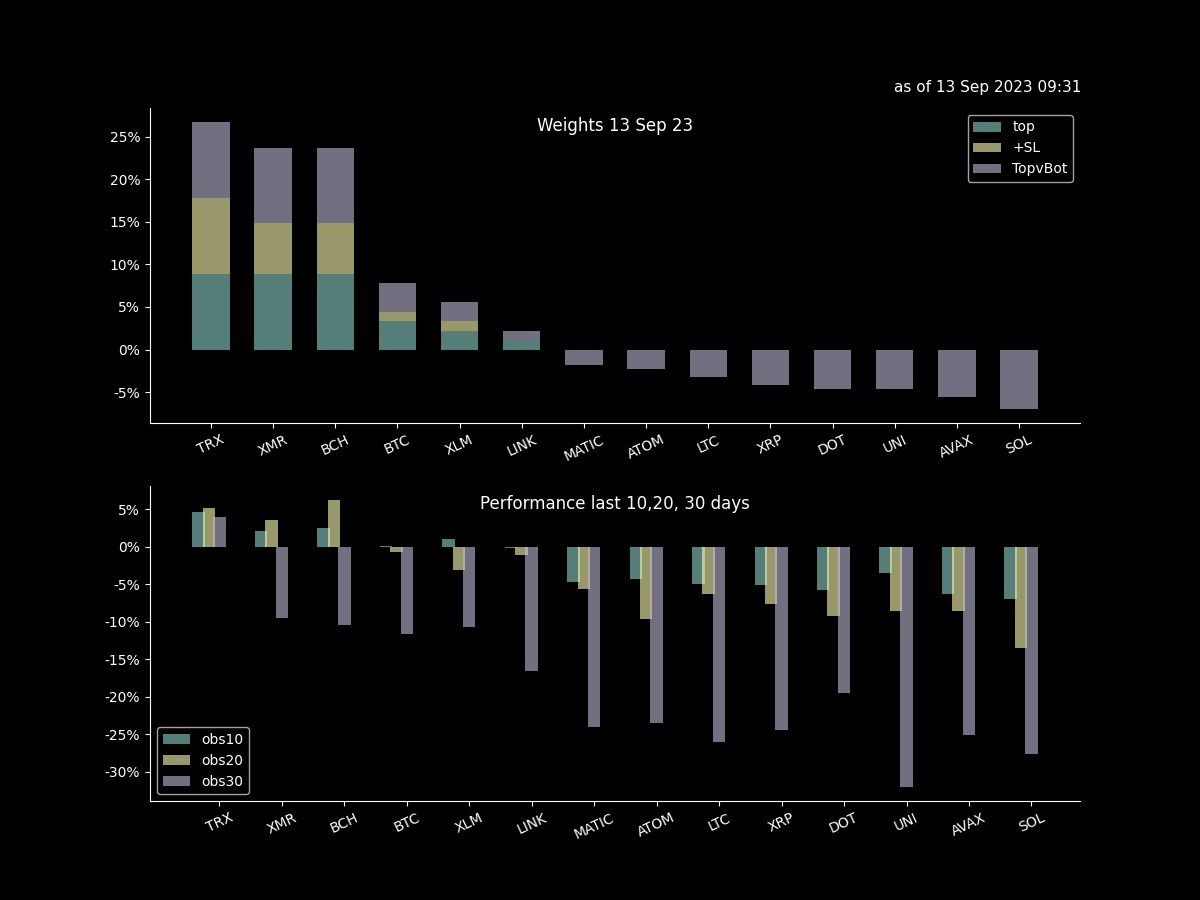 as of 13 Sep 2023 09:31
Weights 13 Sep 23
top
+SL
TopvBot
25%
20%
15%
10%
5%
0%
-5%
TRX XMR BCH BTC XLM LINK MATIC ATOM LTC XRP DOT UNI AVAX SOL
Performance last 10,20, 30 days
5%
0%
-5%
-10%
-15%
-20%
-25%
-30%
obs10
obs20
obs30
TRX XMR BCH BTC XLM LINK MATIC ATOM LTC XRP DOT UNI AVAX SOL